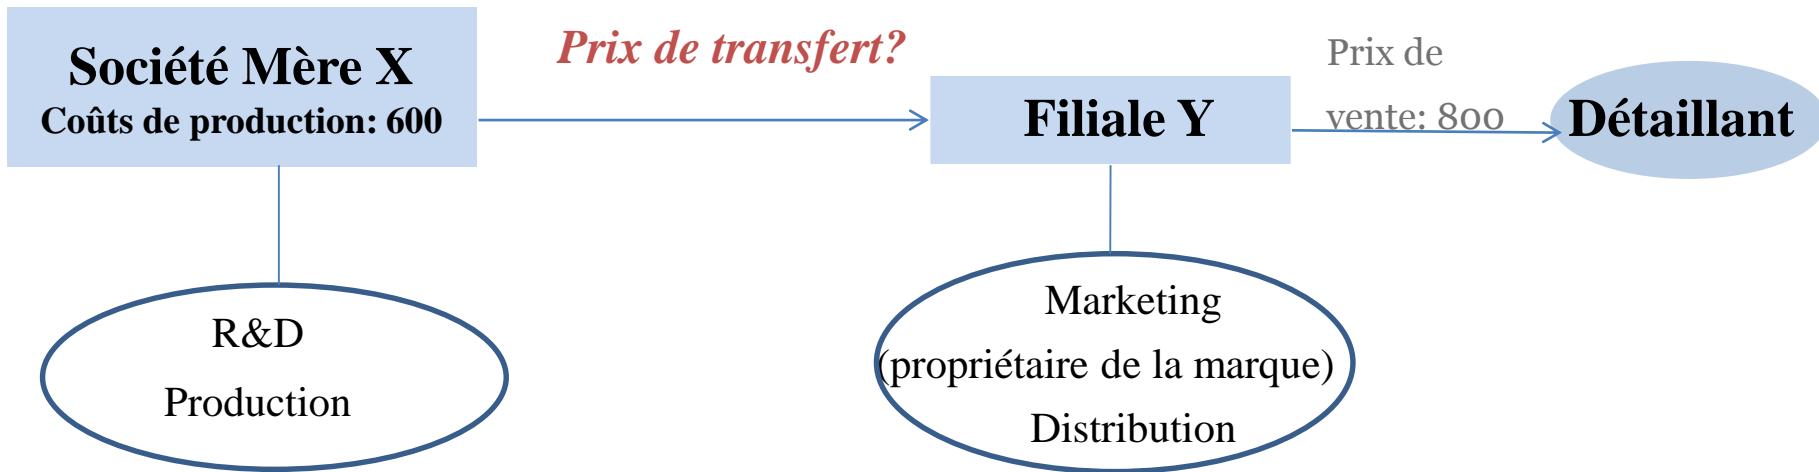 Société Mère X
Coûts de production: 600
Prix de transfert?
Filiale Y
Prix de
vente: 800
Détaillant
R&D
Production
Marketing
(propriétaire de la marque)
Distribution